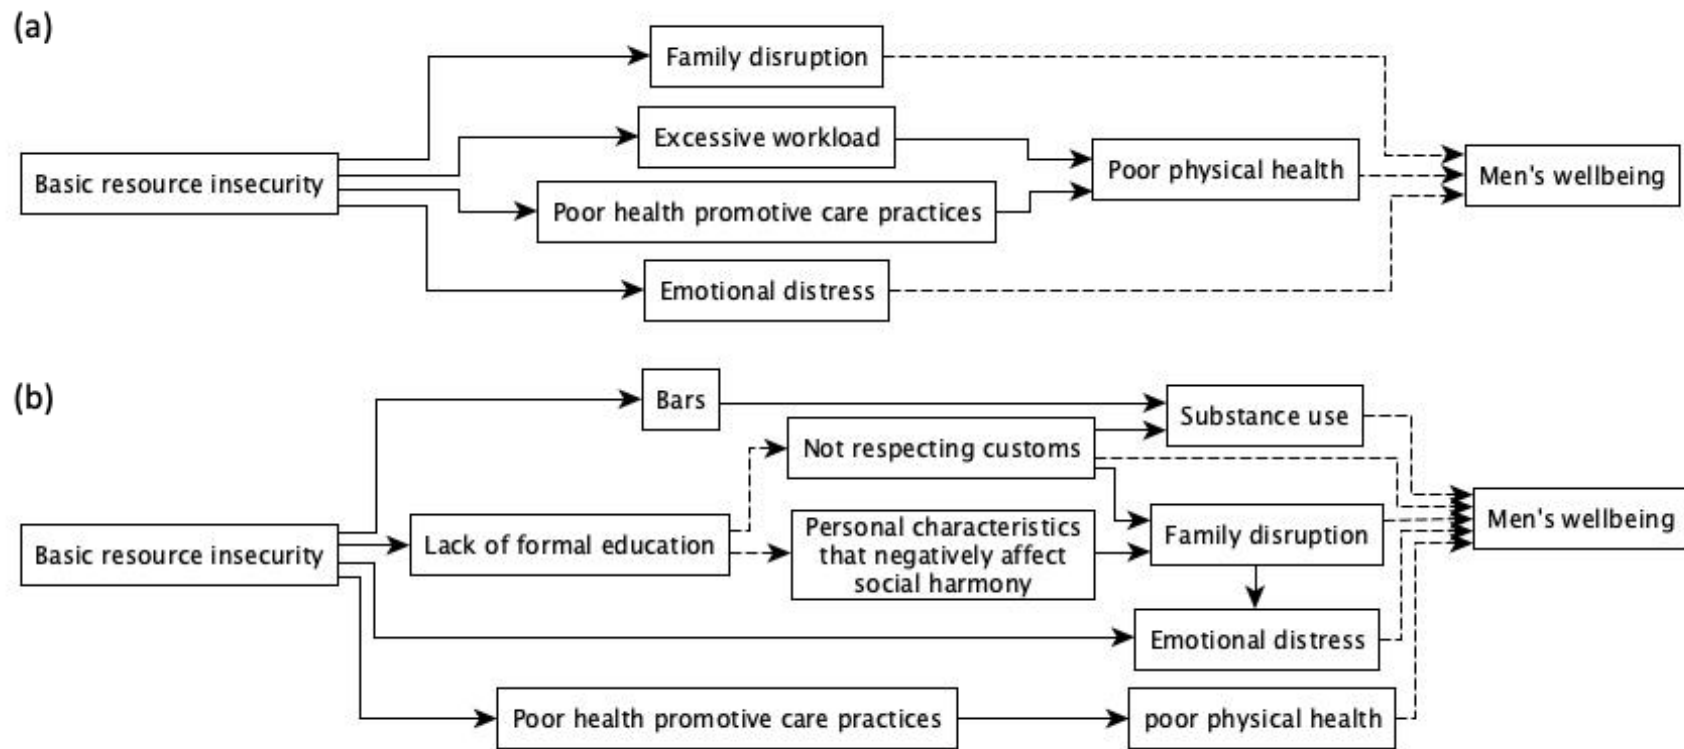 (a)
Family disruption
Excessive workload
Basic resource insecurity
Poor health promotive care practices
Poor physical health
Men's wellbeing
Emotional distress
(b)
Bars
Substance use
Not respecting customs
Lack of formal education
Basic resource insecurity
Personal characteristics
that negatively affect
social harmony
Family disruption
Men's wellbeing
Emotional distress
Poor health promotive care practices
poor physical health